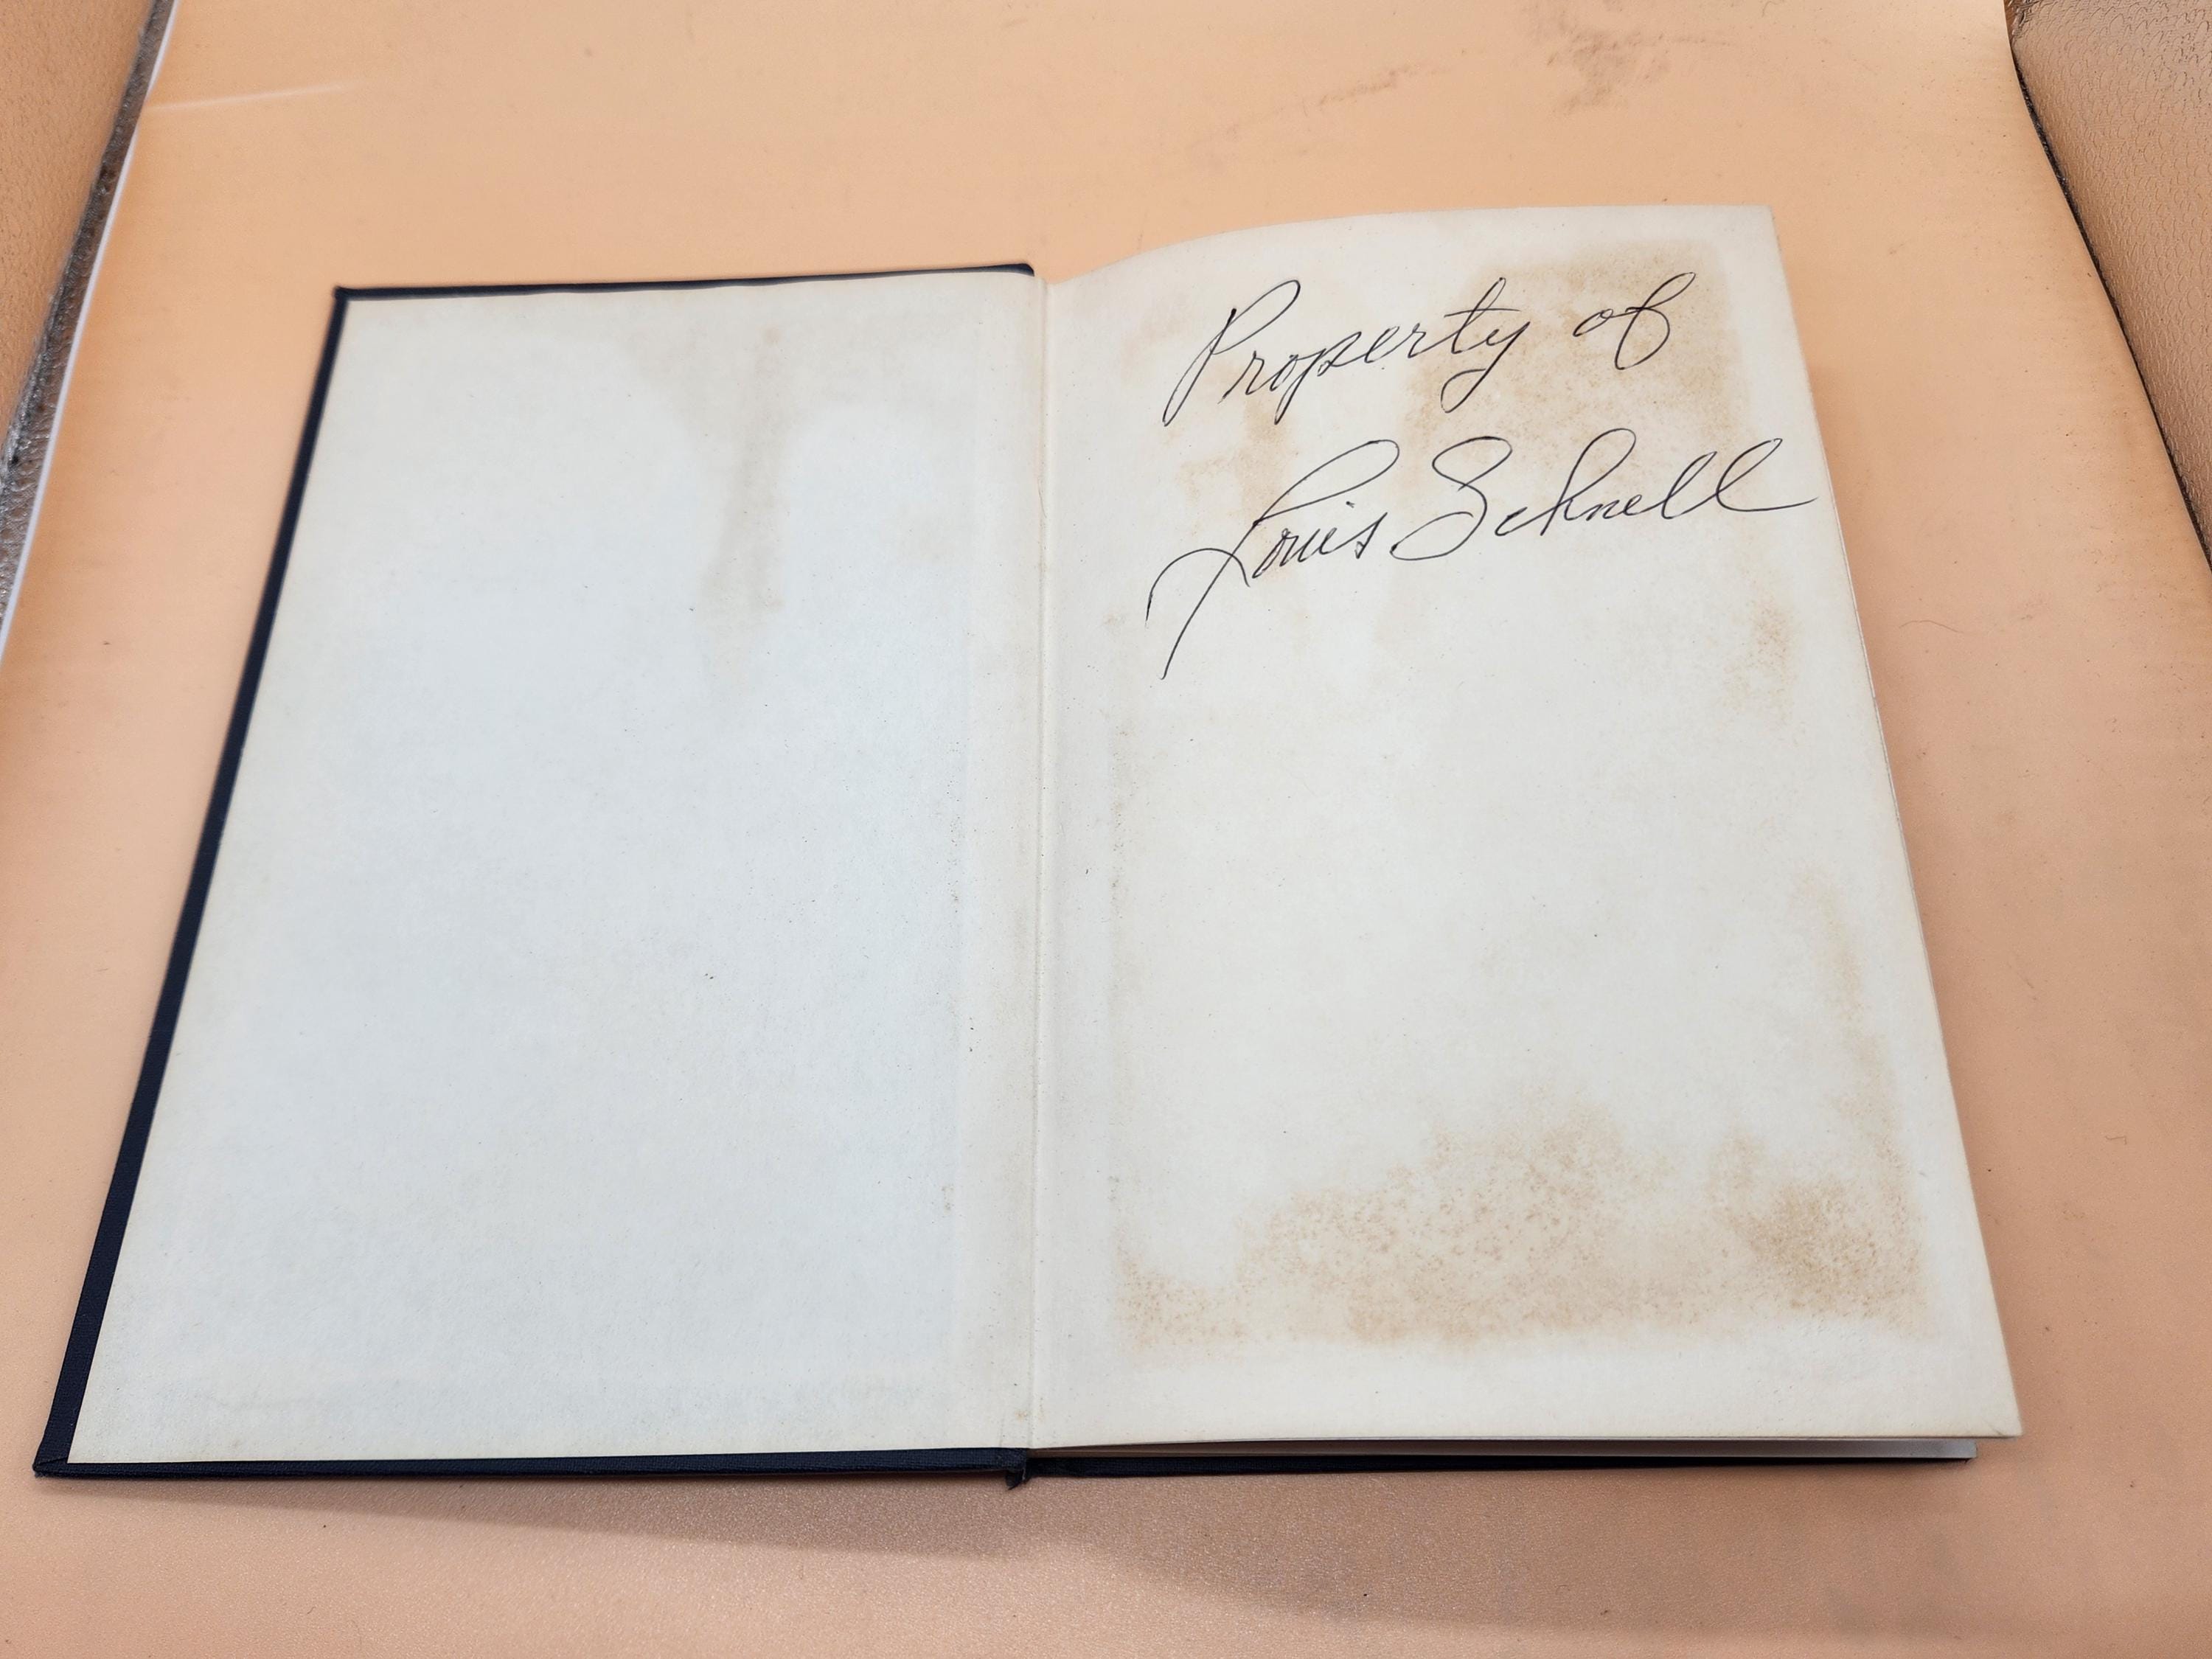 Property of
Louis Schnell